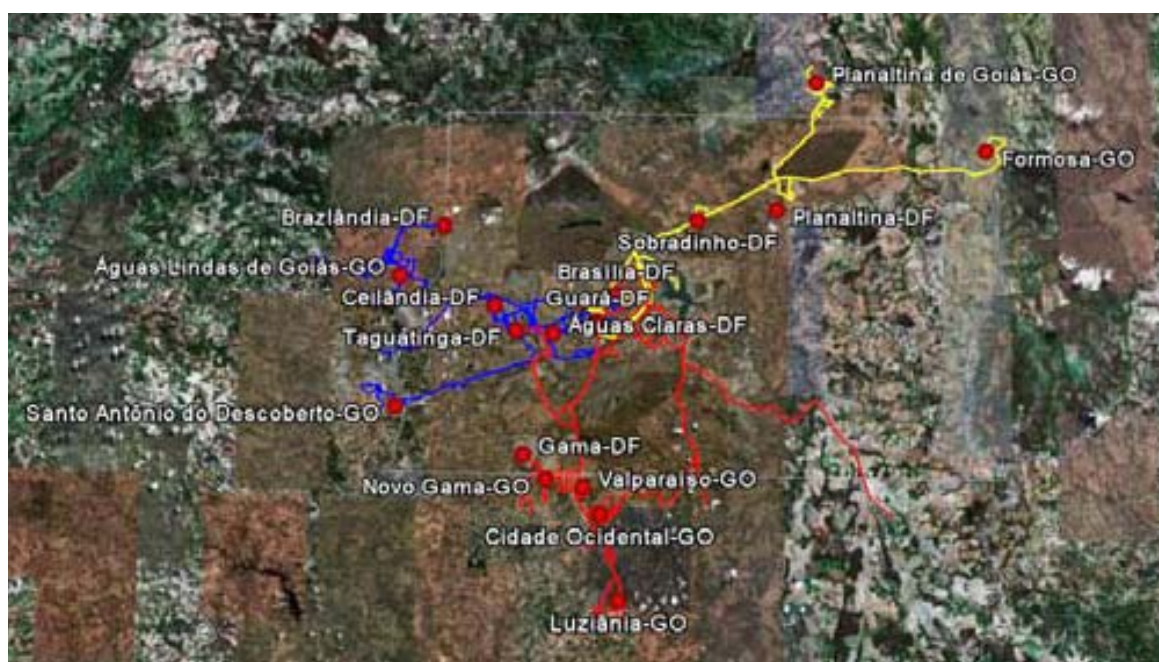 Planaltina de Goiás-GO
Formosa-GO
Planaltina-DF
Brazlândia-DF
Sobradinho-DF
Águas Lindas de Goiás-GO
Brasília-DF
Ceilândia-DF
Guará-DF
Taguatinga-DF
Águas Claras-DF
Santo Antônio do Descoberto-GO
Gama-DF
Novo Gama-GO
Valparaíso-GO
Cidade Ocidental-GO
Luziânia-GO